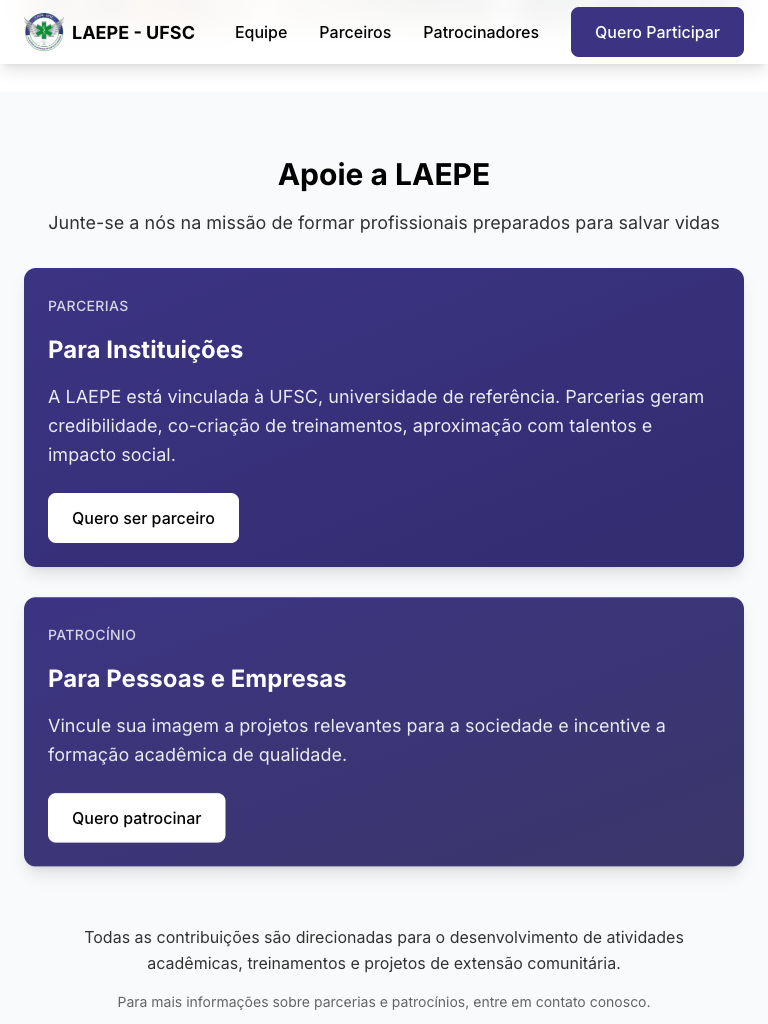 LAEPE - UFSC
Equipe
Parceiros
Patrocinadores
Quero Participar
Apoie a LAEPE
Junte-se a nós na missão de formar profissionais preparados para salvar vidas
PARCERIAS
Para Instituições
A LAEPE está vinculada à UFSC, universidade de referência. Parcerias geram
credibilidade, co-criação de treinamentos, aproximação com talentos e
impacto social.
Quero ser parceiro
PATROCÍNIO
Para Pessoas e Empresas
Vincule sua imagem a projetos relevantes para a sociedade e incentive a
formação acadêmica de qualidade.
Quero patrocinar
Todas as contribuições são direcionadas para o desenvolvimento de atividades
acadêmicas, treinamentos e projetos de extensão comunitária.
Para mais informações sobre parcerias e patrocínios, entre em contato conosco.